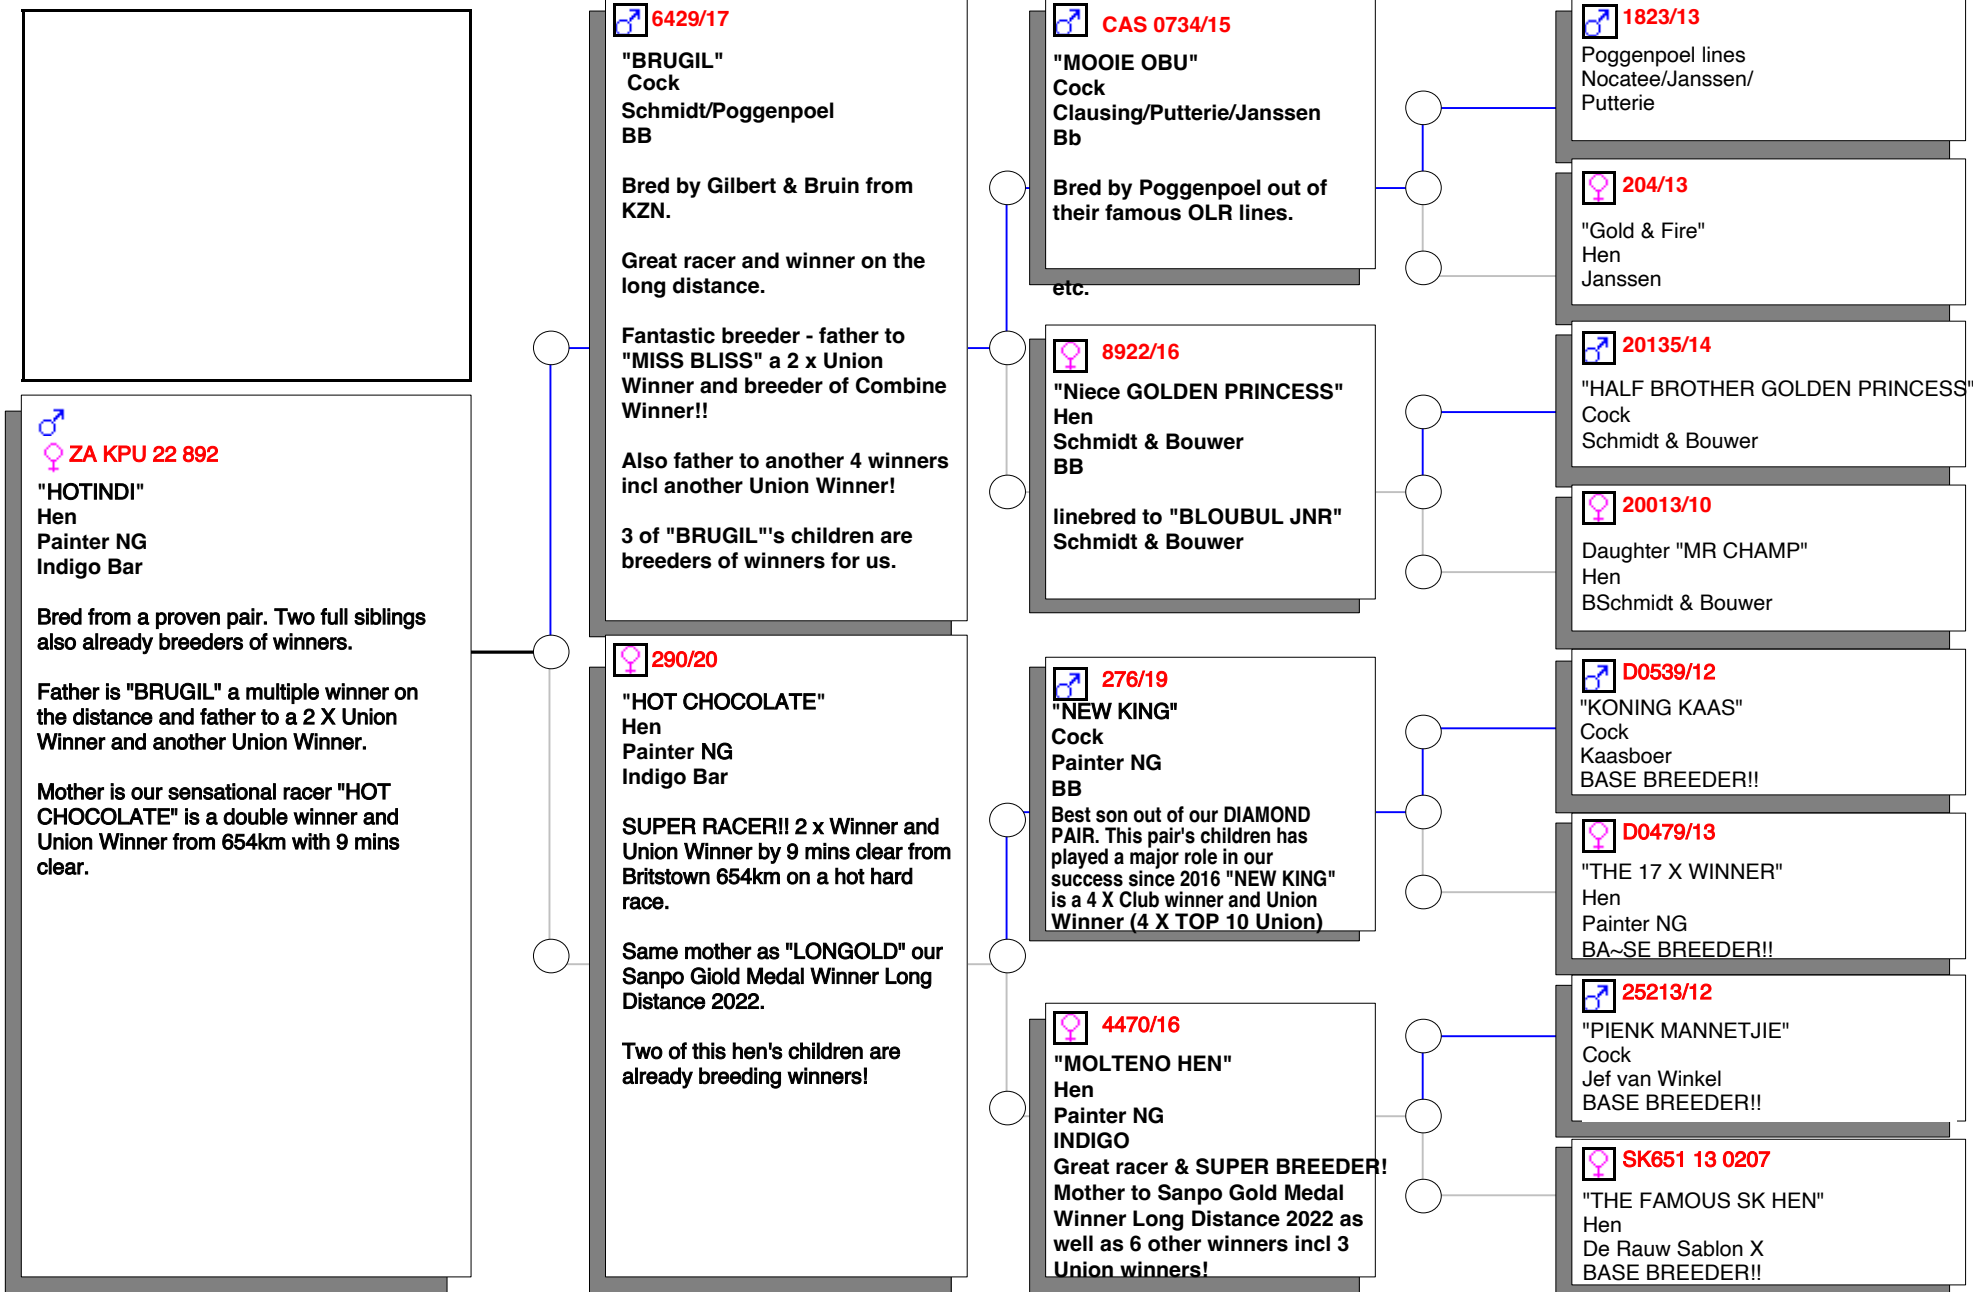 ZA KPU 22 892
"HOTINDI"
Hen
Painter NG
Indigo Bar
Bred from a proven pair. Two full siblings
also already breeders of winners.
Father is "BRUGIL" a multiple winner on
the distance and father to a 2 X Union
Winner and another Union Winner.
Mother is our sensational racer "HOT
CHOCOLATE" is a double winner and
Union Winner from 654km with 9 mins
clear.
6429/17
"BRUGIL"
Cock
Schmidt/Poggenpoel
BB
Bred by Gilbert & Bruin from
KZN.
Great racer and winner on the
long distance.
Fantastic breeder - father to
"MISS BLISS" a 2 x Union
Winner and breeder of Combine
Winner!!
Also father to another 4 winners
incl another Union Winner!
3 of "BRUGIL"'s children are
breeders of winners for us.
290/20
"HOT CHOCOLATE"
Hen
Painter NG
Indigo Bar
SUPER RACER!! 2 x Winner and
Union Winner by 9 mins clear from
Britstown 654km on a hot hard
race.
Same mother as "LONGOLD" our
Sanpo Giold Medal Winner Long
Distance 2022.
Two of this hen's children are
already breeding winners!
CAS 0734/15
"MOOIE OBU"
Cock
Clausing/Putterie/Janssen
Bb
Bred by Poggenpoel out of
their famous OLR lines.
etc.
8922/16
"Niece GOLDEN PRINCESS"
Hen
Schmidt & Bouwer
BB
linebred to "BLOUBUL JNR"
Schmidt & Bouwer
276/19
"NEW KING"
Cock
Painter NG
BB
Best son out of our DIAMOND
PAIR. This pair's children has
played a major role in our
success since 2016 "NEW KING"
is a 4 X Club winner and Union
Winner (4 X TOP 10 Union)
4470/16
"MOLTENO HEN"
Hen
Painter NG
INDIGO
Great racer & SUPER BREEDER!
Mother to Sanpo Gold Medal
Winner Long Distance 2022 as
well as 6 other winners incl 3
Union winners!
1823/13
Poggenpoel lines
Nocatee/Janssen/
Putterie
204/13
"Gold & Fire"
Hen
Janssen
20135/14
"HALF BROTHER GOLDEN PRINCESS"
Cock
Schmidt & Bouwer
20013/10
Daughter "MR CHAMP"
Hen
BSchmidt & Bouwer
D0539/12
"KONING KAAS"
Cock
Kaasboer
BASE BREEDER!!
D0479/13
"THE 17 X WINNER"
Hen
Painter NG
BA~SE BREEDER!!
25213/12
"PIENK MANNETJIE"
Cock
Jef van Winkel
BASE BREEDER!!
SK651 13 0207
"THE FAMOUS SK HEN"
Hen
De Rauw Sablon X
BASE BREEDER!!